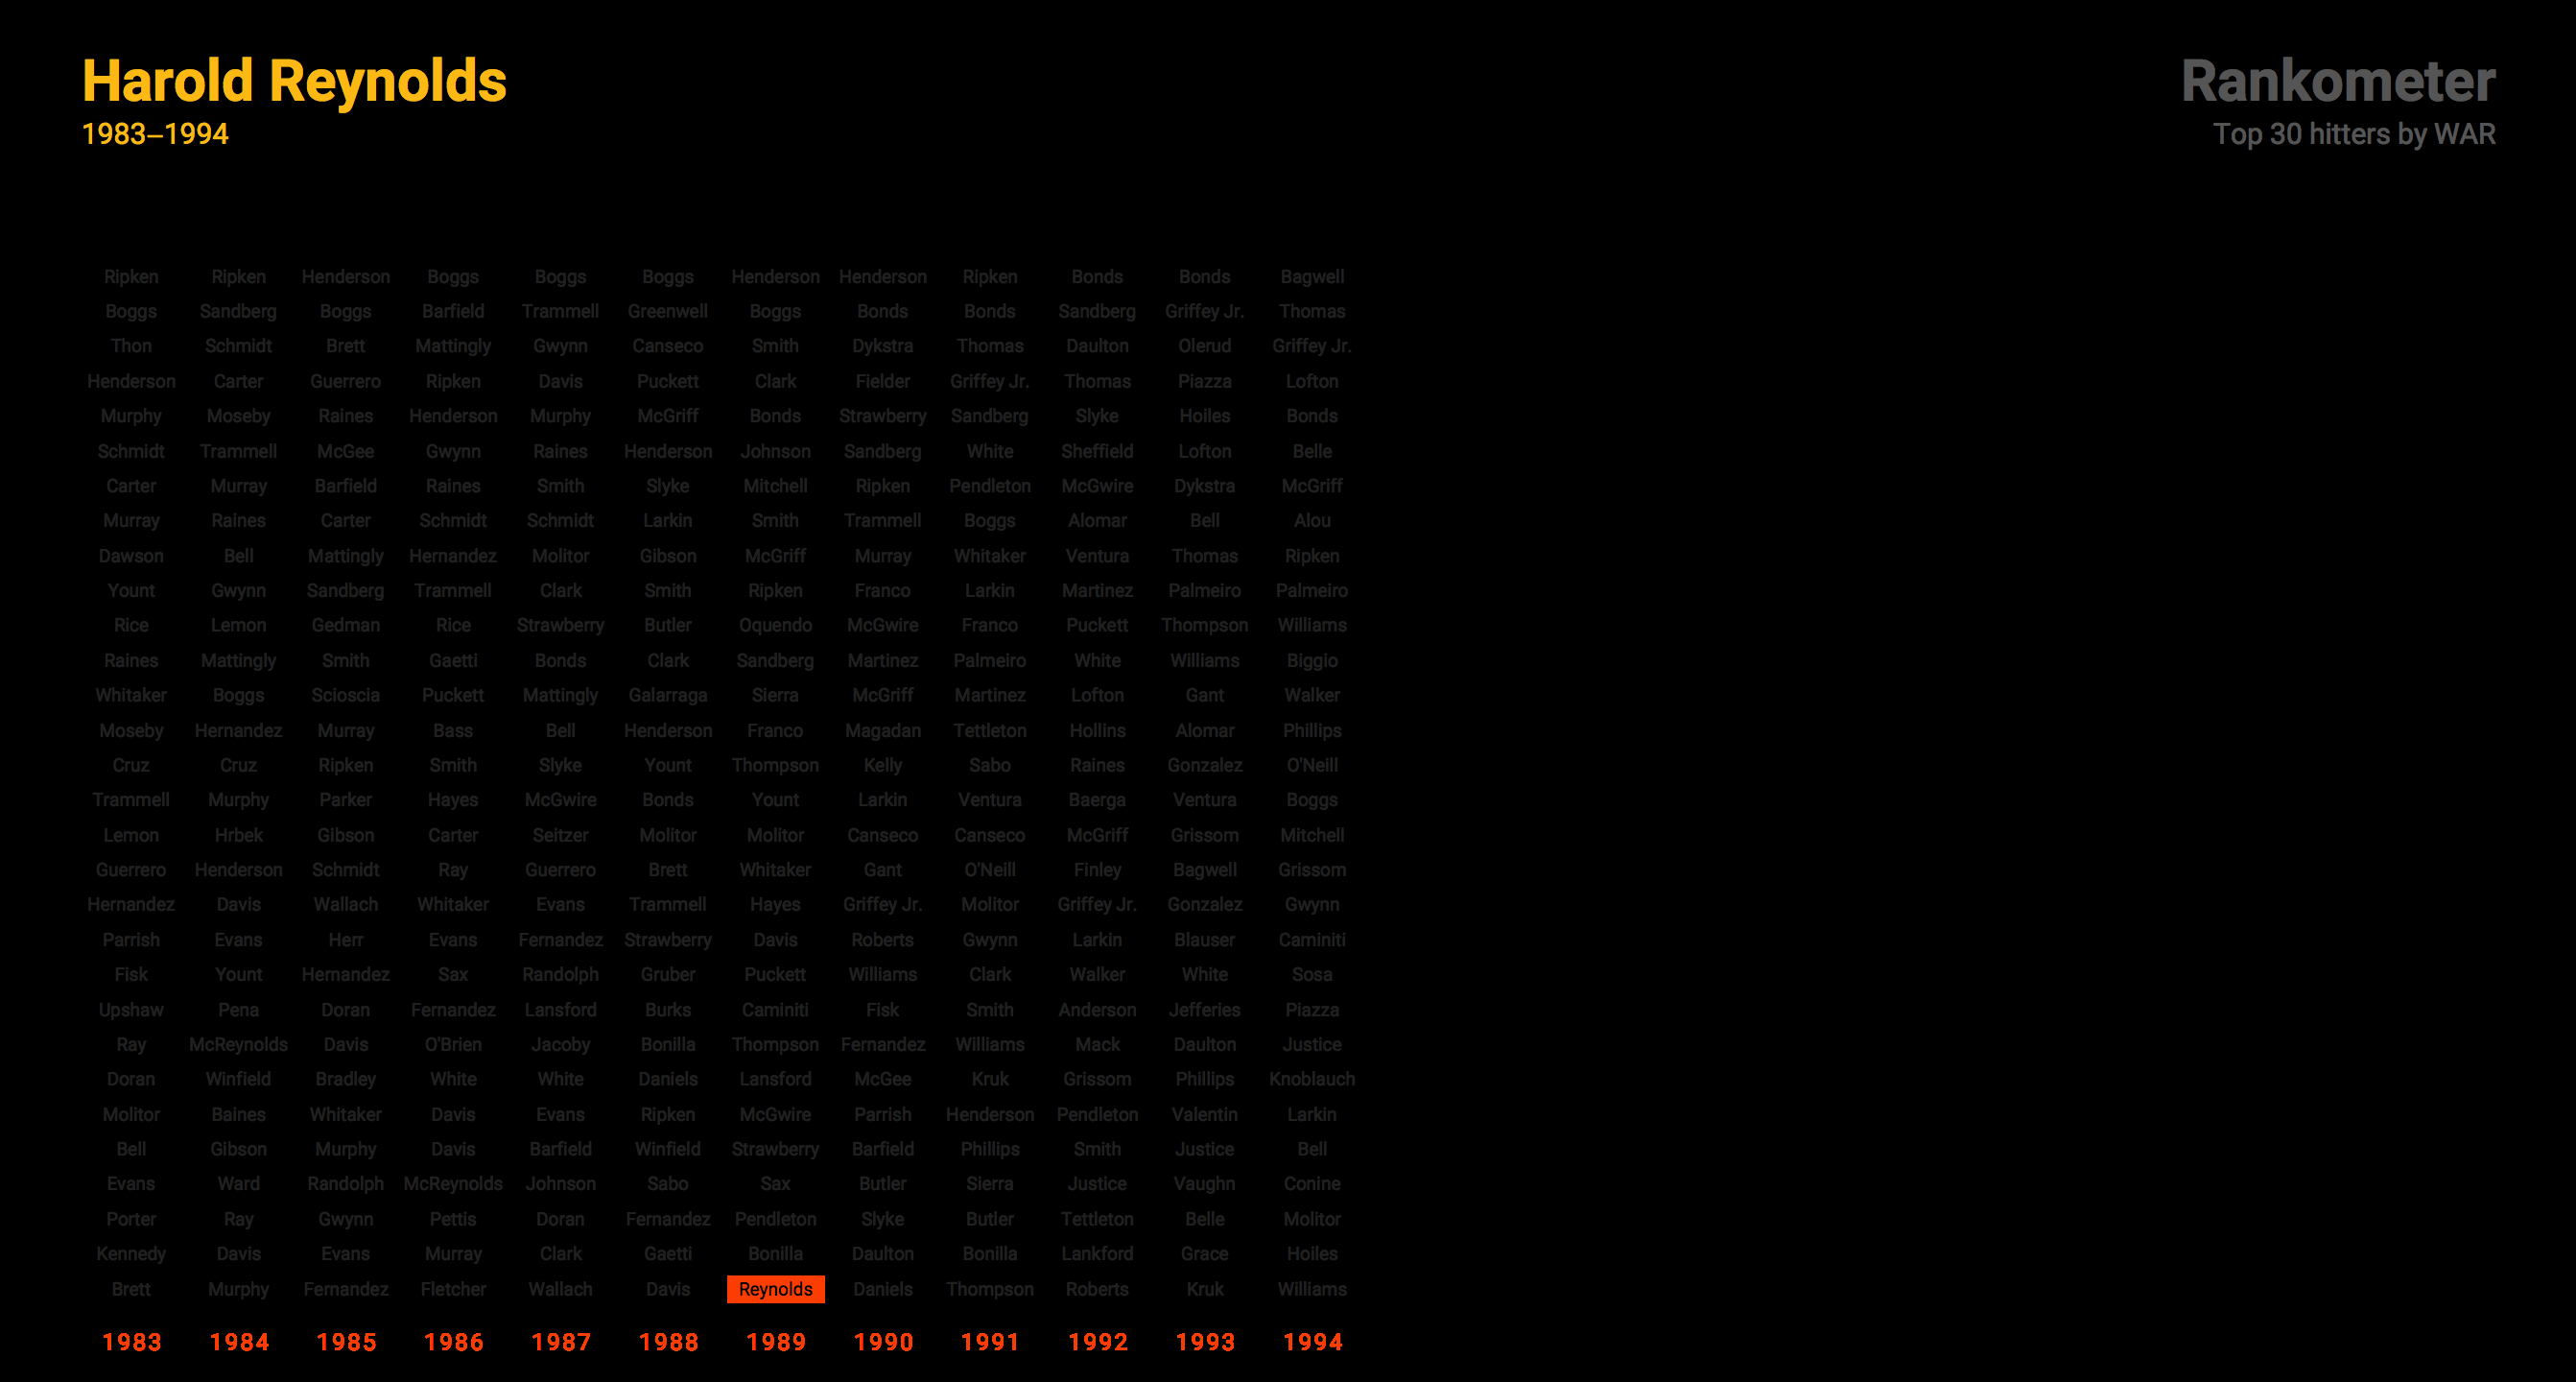 Harold Reynolds
1983–1994
Rankometer
Top 30 hitters by WAR
Ripken Ripken Henderson Boggs Boggs Boggs Henderson Henderson Ripken Bonds Bonds Bagwell
Boggs Sandberg Boggs Barfield Trammell Greenwell Boggs Bonds Bonds Sandberg Griffey Jr. Thomas
Thon Schmidt Brett Mattingly Gwynn Canseco Smith Dykstra Thomas Daulton Olerud Griffey Jr.
Henderson Carter Guerrero Ripken Davis Puckett Clark Fielder Griffey Jr. Thomas Piazza Lofton
Murphy Moseby Raines Henderson Murphy McGriff Bonds Strawberry Sandberg Slyke Hoiles Bonds
Schmidt Trammell McGee Gwynn Raines Henderson Johnson Sandberg White Sheffield Lofton Belle
Carter Murray Barfield Raines Smith Slyke Mitchell Ripken Pendleton McGwire Dykstra McGriff
Murray Raines Carter Schmidt Schmidt Larkin Smith Trammell Boggs Alomar Bell Alou
Dawson Bell Mattingly Hernandez Molitor Gibson McGriff Murray Whitaker Ventura Thomas Ripken
Yount Gwynn Sandberg Trammell Clark Smith Ripken Franco Larkin Martinez Palmeiro Palmeiro
Rice Lemon Gedman Rice Strawberry Butler Oquendo McGwire Franco Puckett Thompson Williams
Raines Mattingly Smith Gaetti Bonds Clark Sandberg Martinez Palmeiro White Williams Biggio
Whitaker Boggs Scioscia Puckett Mattingly Galarraga Sierra McGriff Martinez Lofton Gant Walker
Moseby Hernandez Murray Bass Bell Henderson Franco Magadan Tettleton Hollins Alomar Phillips
Cruz Cruz Ripken Smith Slyke Yount Thompson Kelly Sabo Raines Gonzalez O'Neill
Trammell Murphy Parker Hayes McGwire Bonds Yount Larkin Ventura Baerga Ventura Boggs
Lemon Hrbek Gibson Carter Seitzer Molitor Molitor Canseco Canseco McGriff Grissom Mitchell
Guerrero Henderson Schmidt Ray Guerrero Brett Whitaker Gant O'Neill Finley Bagwell Grissom
Hernandez Davis Wallach Whitaker Evans Trammell Hayes Griffey Jr. Molitor Griffey Jr. Gonzalez Gwynn
Parrish Evans Herr Evans Fernandez Strawberry Davis Roberts Gwynn Larkin Blauser Caminiti
Fisk Yount Hernandez Sax Randolph Gruber Puckett Williams Clark Walker White Sosa
Upshaw Pena Doran Fernandez Lansford Burks Caminiti Fisk Smith Anderson Jefferies Piazza
Ray McReynolds Davis O'Brien Jacoby Bonilla Thompson Fernandez Williams Mack Daulton Justice
Doran Winfield Bradley White White Daniels Lansford McGee Kruk Grissom Phillips Knoblauch
Molitor Baines Whitaker Davis Evans Ripken McGwire Parrish Henderson Pendleton Valentin Larkin
Bell Gibson Murphy Davis Barfield Winfield Strawberry Barfield Phillips Smith Justice Bell
Evans Ward Randolph McReynolds Johnson Sabo Sax Butler Sierra Justice Vaughn Conine
Porter Ray Gwynn Pettis Doran Fernandez Pendleton Slyke Butler Tettleton Belle Molitor
Kennedy Davis Evans Murray Clark Gaetti Bonilla Daulton Bonilla Lankford Grace Hoiles
Brett Murphy Fernandez Fletcher Wallach Davis Reynolds Daniels Thompson Roberts Kruk Williams
1983 1984 1985 1986 1987 1988 1989 1990 1991 1992 1993 1994